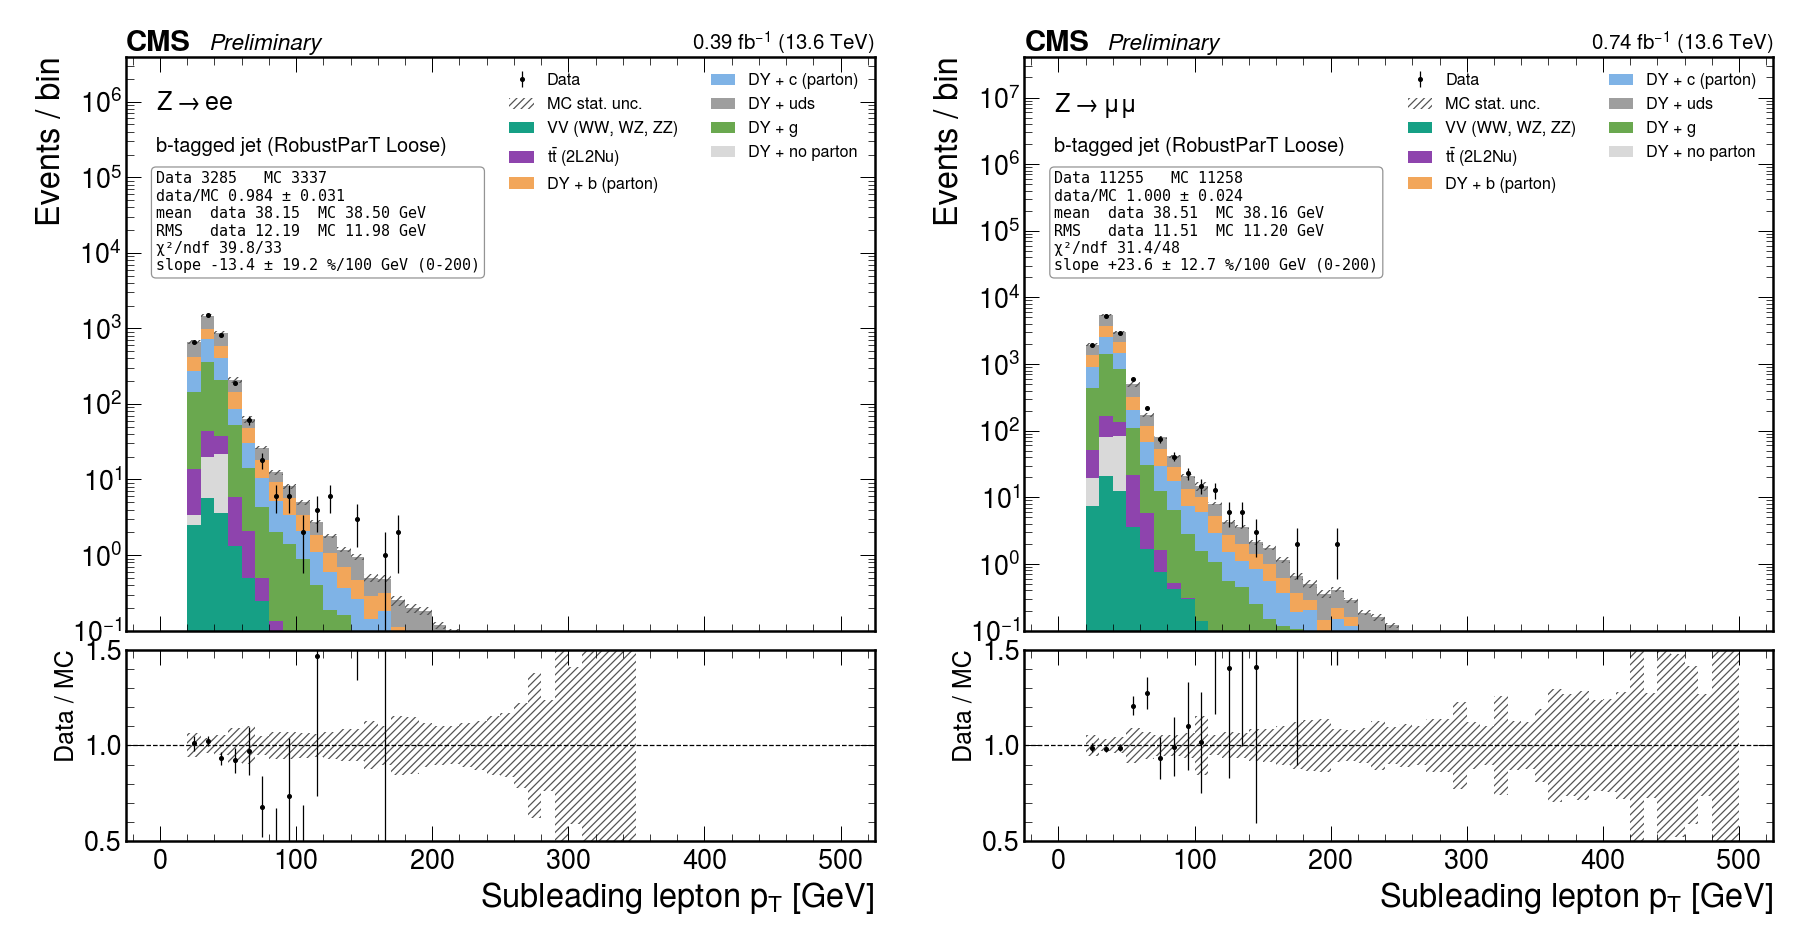 CMS Preliminary 0.39 fb⁻¹ (13.6 TeV)
Events / bin
10⁶
10⁵
10⁴
10³
10²
10¹
10⁰
10⁻¹
Z → ee
b-tagged jet (RobustParT Loose)
Data 3285 MC 3337
data/MC 0.984 ± 0.031
mean data 38.15 MC 38.50 GeV
RMS data 12.19 MC 11.98 GeV
χ²/ndf 39.8/33
slope -13.4 ± 19.2 %/100 GeV (0-200)
Data
MC stat. unc.
VV (WW, WZ, ZZ)
tt̄ (2L2Nu)
DY + b (parton)
DY + c (parton)
DY + uds
DY + g
DY + no parton
Data / MC
1.5
1.0
0.5
0 100 200 300 400 500
Subleading lepton p_T [GeV]
CMS Preliminary 0.74 fb⁻¹ (13.6 TeV)
Events / bin
10⁷
10⁶
10⁵
10⁴
10³
10²
10¹
10⁰
10⁻¹
Z → μμ
b-tagged jet (RobustParT Loose)
Data 11255 MC 11258
data/MC 1.000 ± 0.024
mean data 38.51 MC 38.16 GeV
RMS data 11.51 MC 11.20 GeV
χ²/ndf 31.4/48
slope +23.6 ± 12.7 %/100 GeV (0-200)
Data
MC stat. unc.
VV (WW, WZ, ZZ)
tt̄ (2L2Nu)
DY + b (parton)
DY + c (parton)
DY + uds
DY + g
DY + no parton
Data / MC
1.5
1.0
0.5
0 100 200 300 400 500
Subleading lepton p_T [GeV]